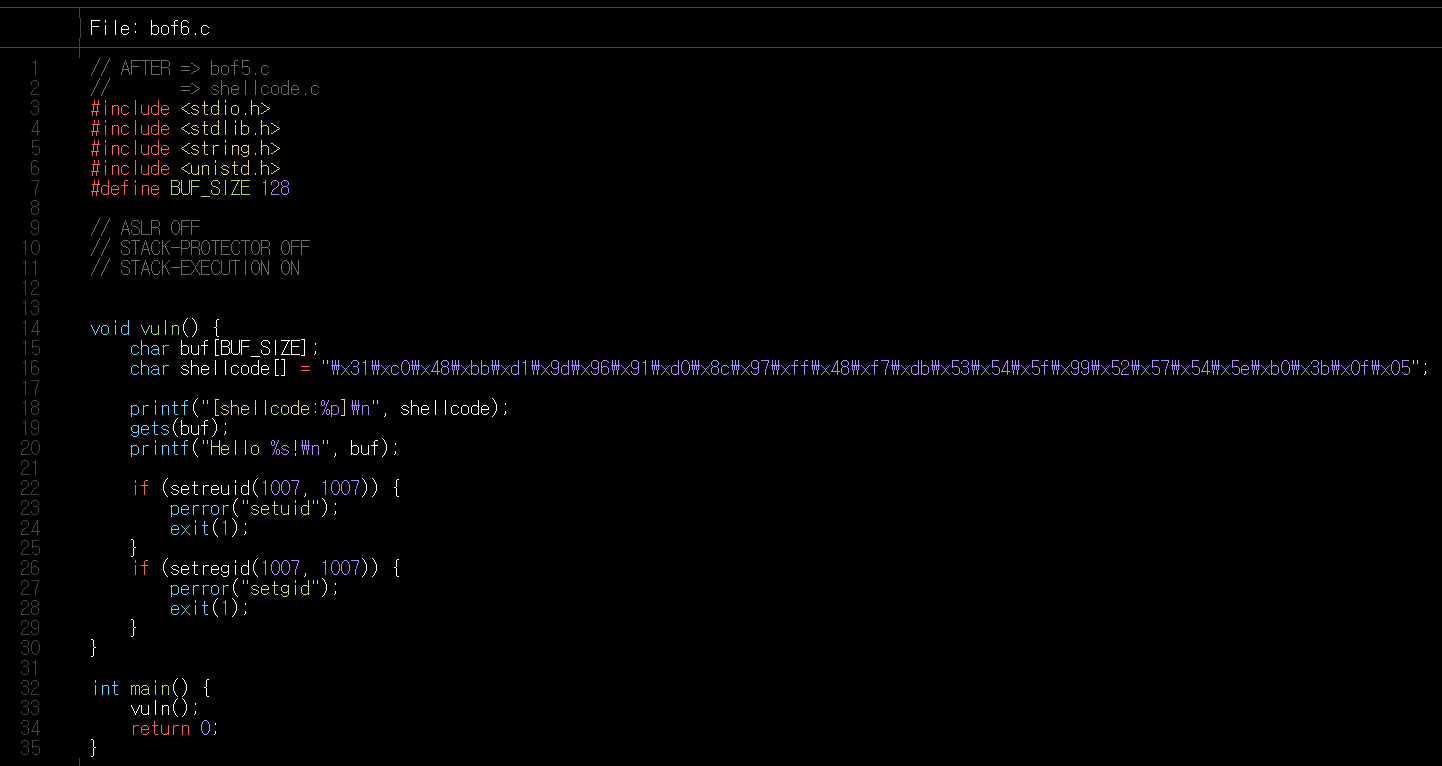 File: bof6.c
1 // AFTER => bof5.c
2 //       => shellcode.c
3 #include <stdio.h>
4 #include <stdlib.h>
5 #include <string.h>
6 #include <unistd.h>
7 #define BUF_SIZE 128
8
9 // ASLR OFF
10 // STACK-PROTECTOR OFF
11 // STACK-EXECUTION ON
12
13
14 void vuln() {
15     char buf[BUF_SIZE];
16     char shellcode[] = "₩x31₩xc0₩x48₩xbb₩xd1₩x9d₩x96₩x91₩xd0₩x8c₩x97₩xff₩x48₩xf7₩xdb₩x53₩x54₩x5f₩x99₩x52₩x57₩x54₩x5e₩xb0₩x3b₩x0f₩x05";
17
18     printf("[shellcode:%p]₩n", shellcode);
19     gets(buf);
20     printf("Hello %s!₩n", buf);
21
22     if (setreuid(1007, 1007)) {
23         perror("setuid");
24         exit(1);
25     }
26     if (setregid(1007, 1007)) {
27         perror("setgid");
28         exit(1);
29     }
30 }
31
32 int main() {
33     vuln();
34     return 0;
35 }